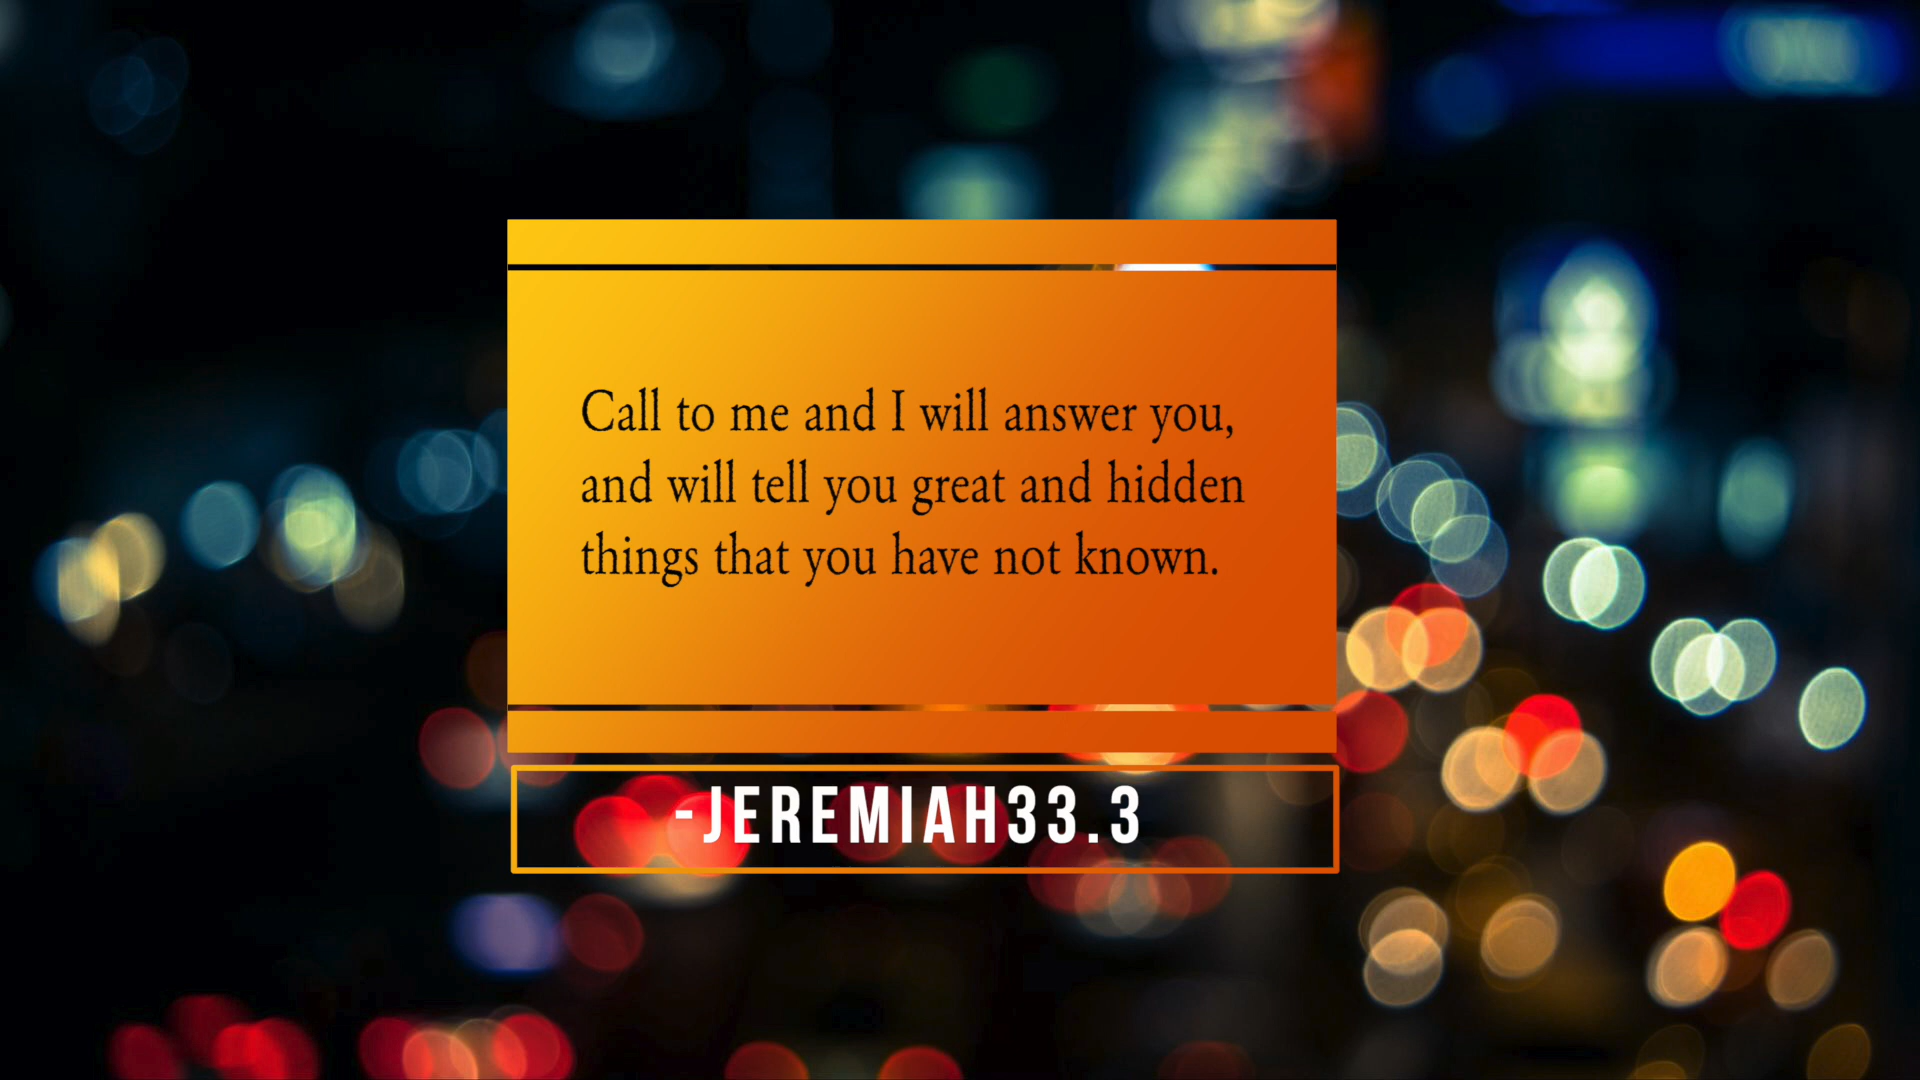 Call to me and I will answer you,
and will tell you great and hidden
things that you have not known.
-JEREMIAH33.3